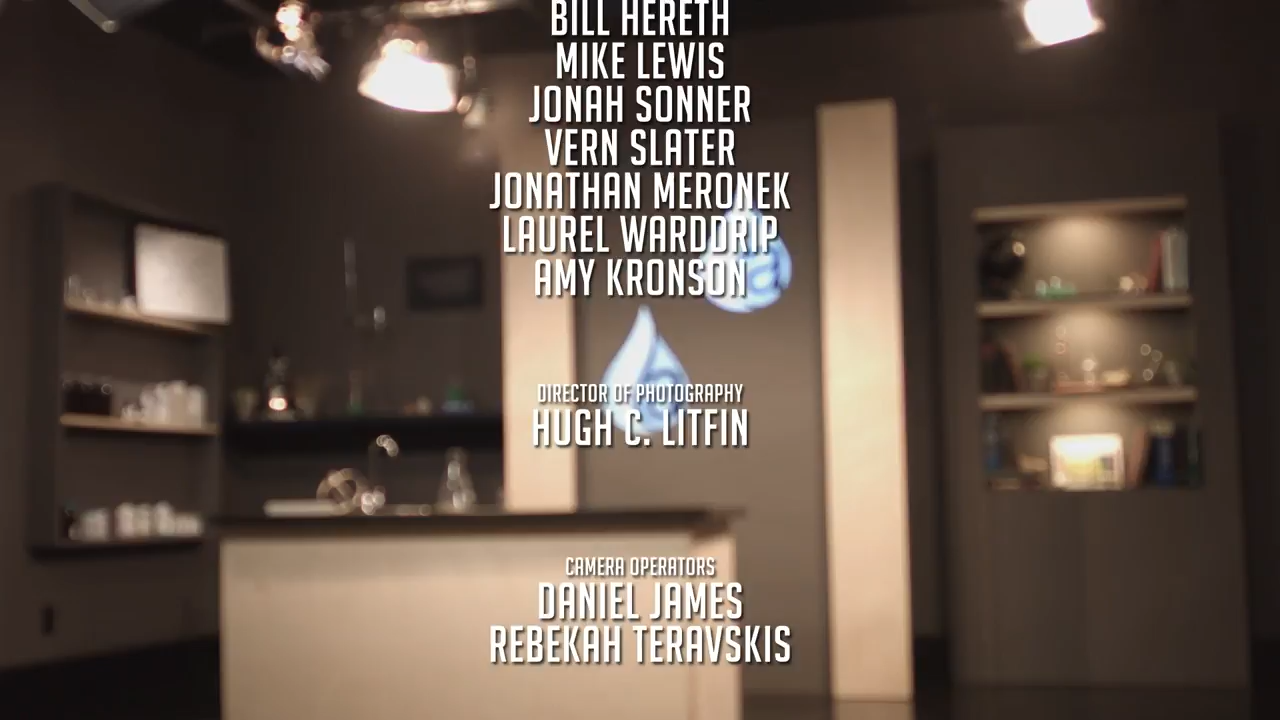 BILL HERETH
MIKE LEWIS
JONAH SONNER
VERN SLATER
JONATHAN MERONEK
LAUREL WARDDRIP
AMY KRONSON
DIRECTOR OF PHOTOGRAPHY
HUGH C. LITFIN
CAMERA OPERATORS
DANIEL JAMES
REBEKAH TERAVSKIS